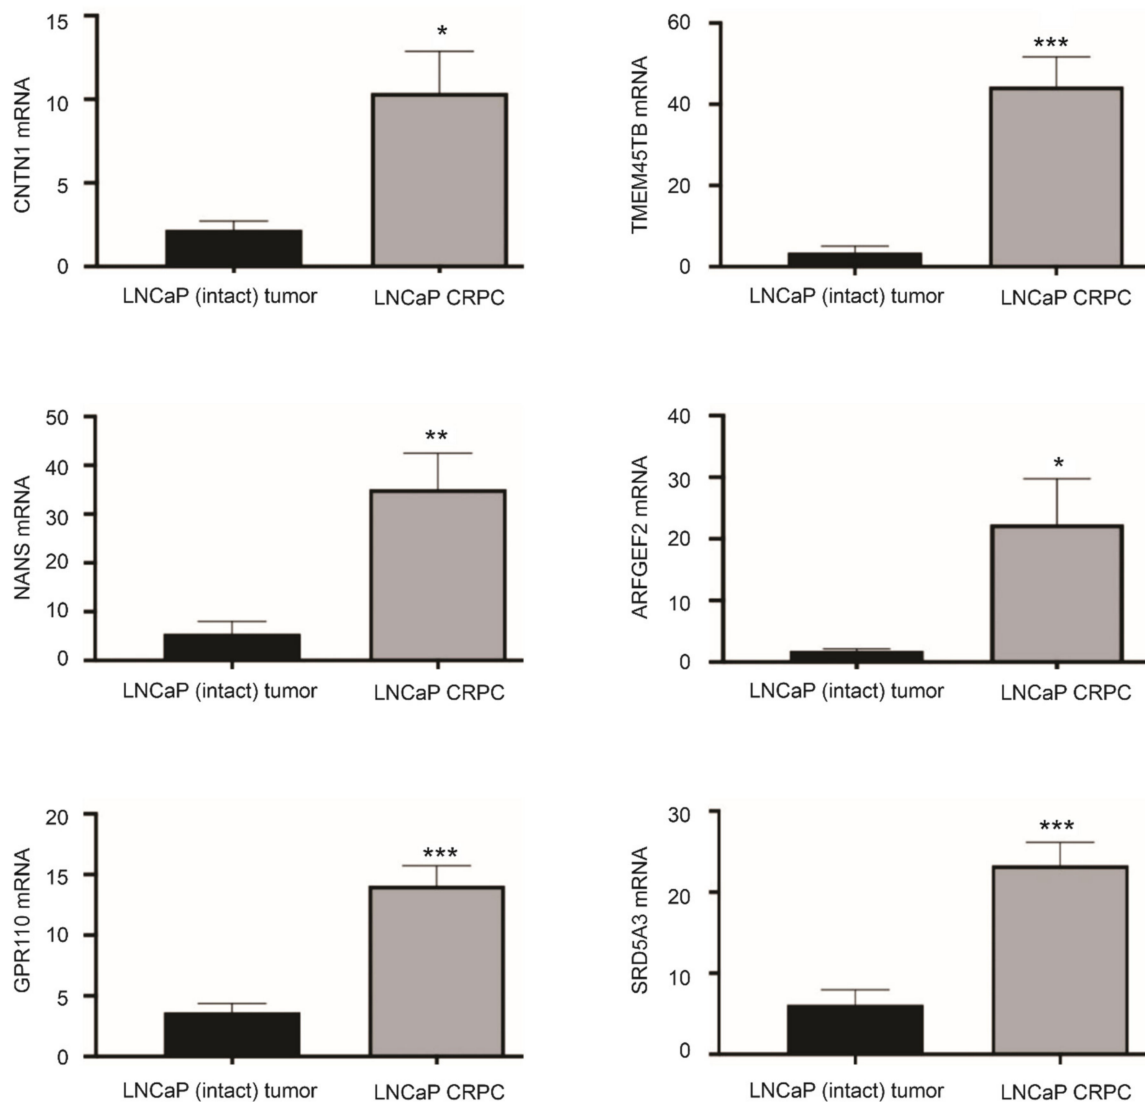 CNTN1 mRNA
15
10
5
0
*
LNCaP (intact) tumor
LNCaP CRPC
TMEM45TB mRNA
60
40
20
0
***
LNCaP (intact) tumor
LNCaP CRPC
NANS mRNA
50
40
30
20
10
0
**
LNCaP (intact) tumor
LNCaP CRPC
ARFGEF2 mRNA
40
30
20
10
0
*
LNCaP (intact) tumor
LNCaP CRPC
GPR110 mRNA
20
15
10
5
0
***
LNCaP (intact) tumor
LNCaP CRPC
SRD5A3 mRNA
30
20
10
0
***
LNCaP (intact) tumor
LNCaP CRPC